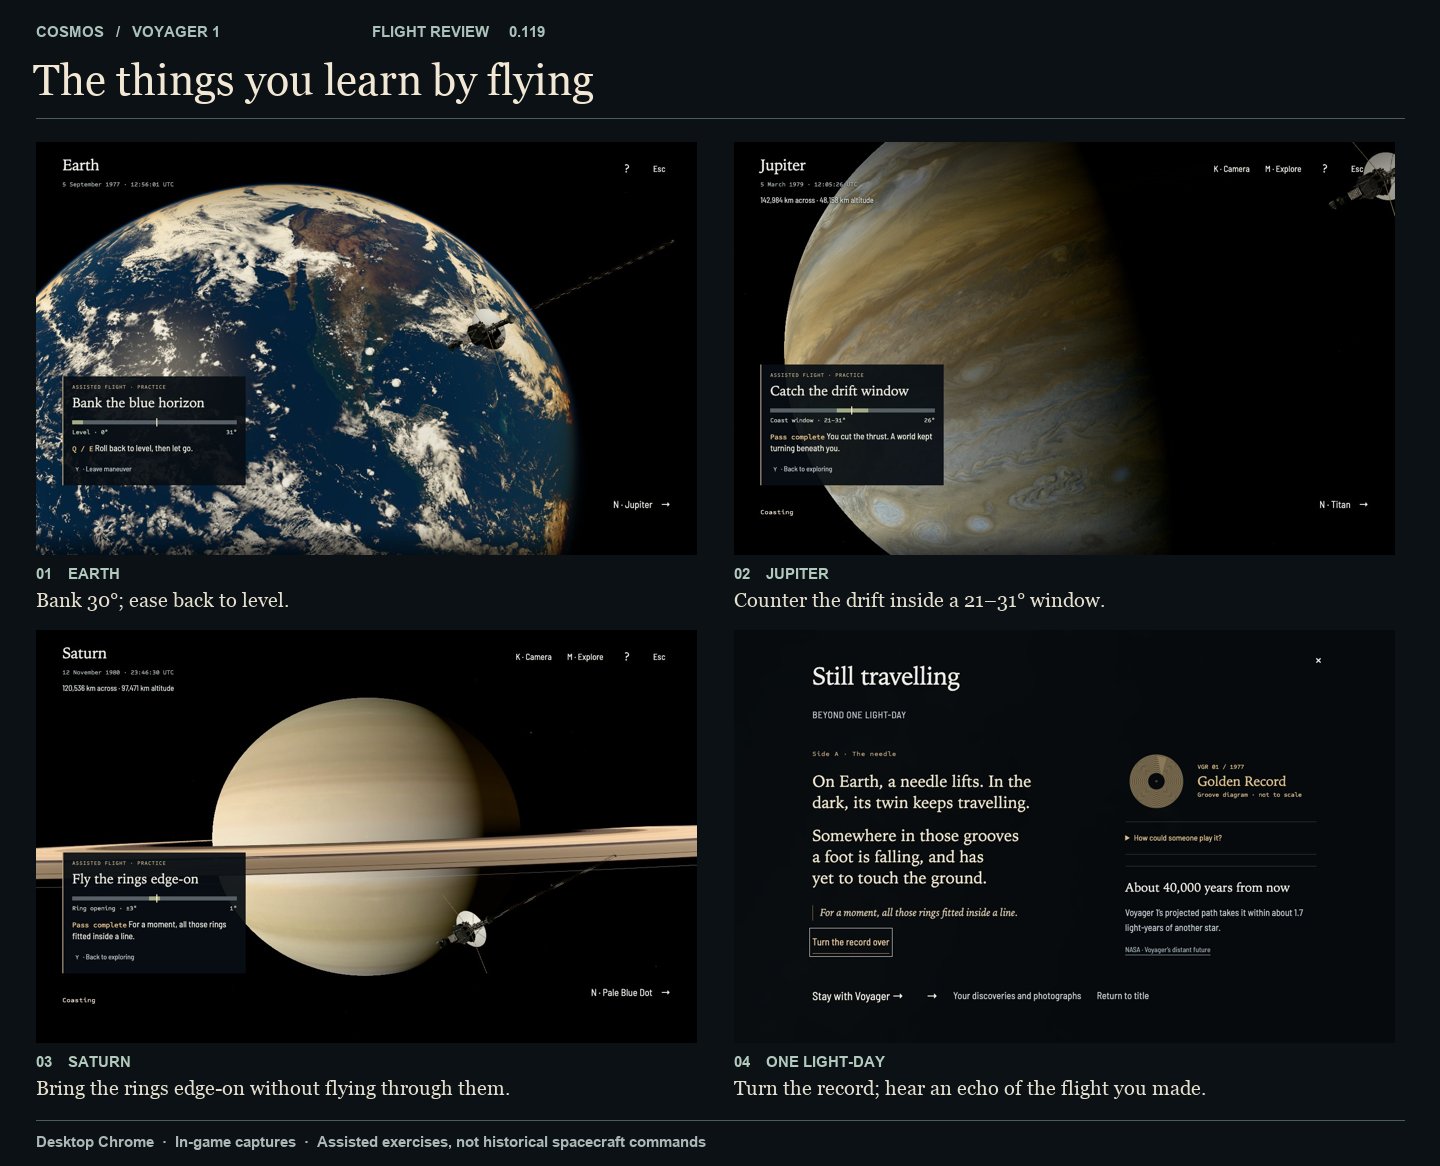 COSMOS / VOYAGER 1 FLIGHT REVIEW 0.119
The things you learn by flying
Earth
5 September 1977 · 12:56:01 UTC
? Esc
ASSISTED FLIGHT · PRACTICE
Bank the blue horizon
Level · 0° 31°
Q / E Roll back to level, then let go.
Y · Leave maneuver
N · Jupiter →
01 EARTH
Bank 30°; ease back to level.
Jupiter
5 March 1979 · 12:05:26 UTC
142,984 km across · 48,158 km altitude
K · Camera M · Explore ? Esc
ASSISTED FLIGHT · PRACTICE
Catch the drift window
Coast window · 21–31° 26°
Pass complete You cut the thrust. A world kept
turning beneath you.
Y · Back to exploring
Coasting
N · Titan →
02 JUPITER
Counter the drift inside a 21–31° window.
Saturn
12 November 1980 · 23:46:30 UTC
120,536 km across · 97,471 km altitude
K · Camera M · Explore ? Esc
ASSISTED FLIGHT · PRACTICE
Fly the rings edge-on
Ring opening · ±3° 1°
Pass complete For a moment, all those rings
fitted inside a line.
Y · Back to exploring
Coasting
N · Pale Blue Dot →
03 SATURN
Bring the rings edge-on without flying through them.
×
Still travelling
BEYOND ONE LIGHT-DAY
Side A · The needle
On Earth, a needle lifts. In the
dark, its twin keeps travelling.
Somewhere in those grooves
a foot is falling, and has
yet to touch the ground.
For a moment, all those rings fitted inside a line.
Turn the record over
VGR 01 / 1977
Golden Record
Groove diagram · not to scale
▶ How could someone play it?
About 40,000 years from now
Voyager 1's projected path takes it within about 1.7
light-years of another star.
NASA · Voyager's distant future
Stay with Voyager → → Your discoveries and photographs Return to title
04 ONE LIGHT-DAY
Turn the record; hear an echo of the flight you made.
Desktop Chrome · In-game captures · Assisted exercises, not historical spacecraft commands